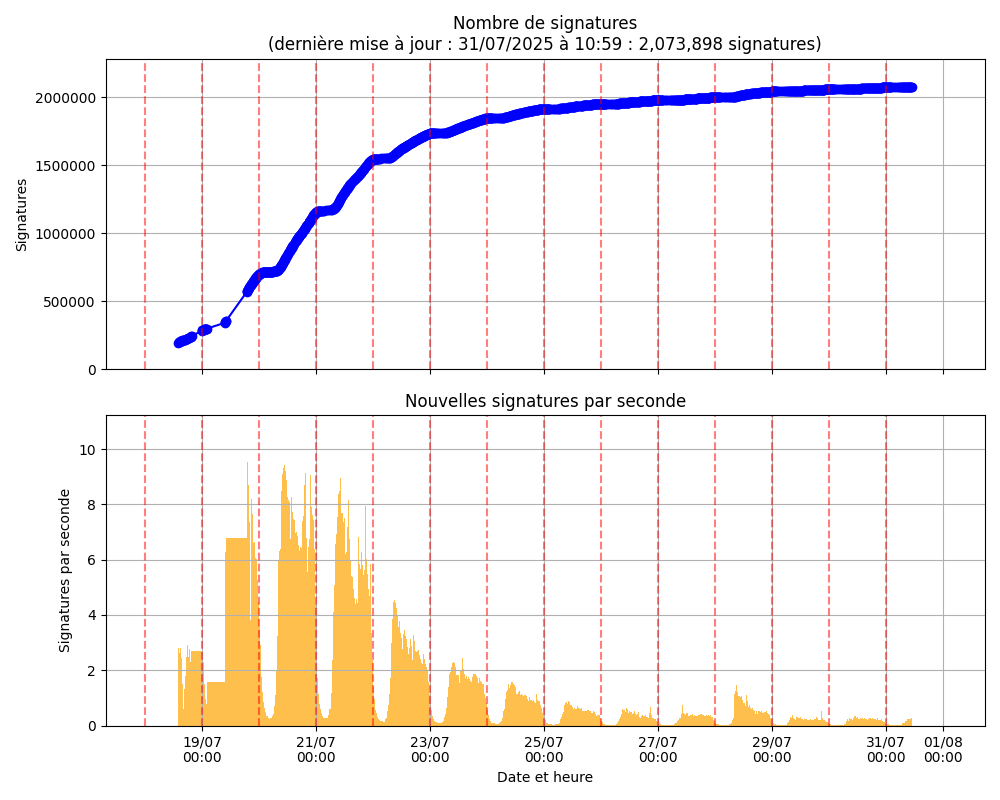 Nombre de signatures
(dernière mise à jour : 31/07/2025 à 10:59 : 2,073,898 signatures)
Signatures
2000000
1500000
1000000
500000
0
Nouvelles signatures par seconde
Signatures par seconde
10
8
6
4
2
0
19/07 21/07 23/07 25/07 27/07 29/07 31/07 01/08
00:00 00:00 00:00 00:00 00:00 00:00 00:00 00:00
Date et heure